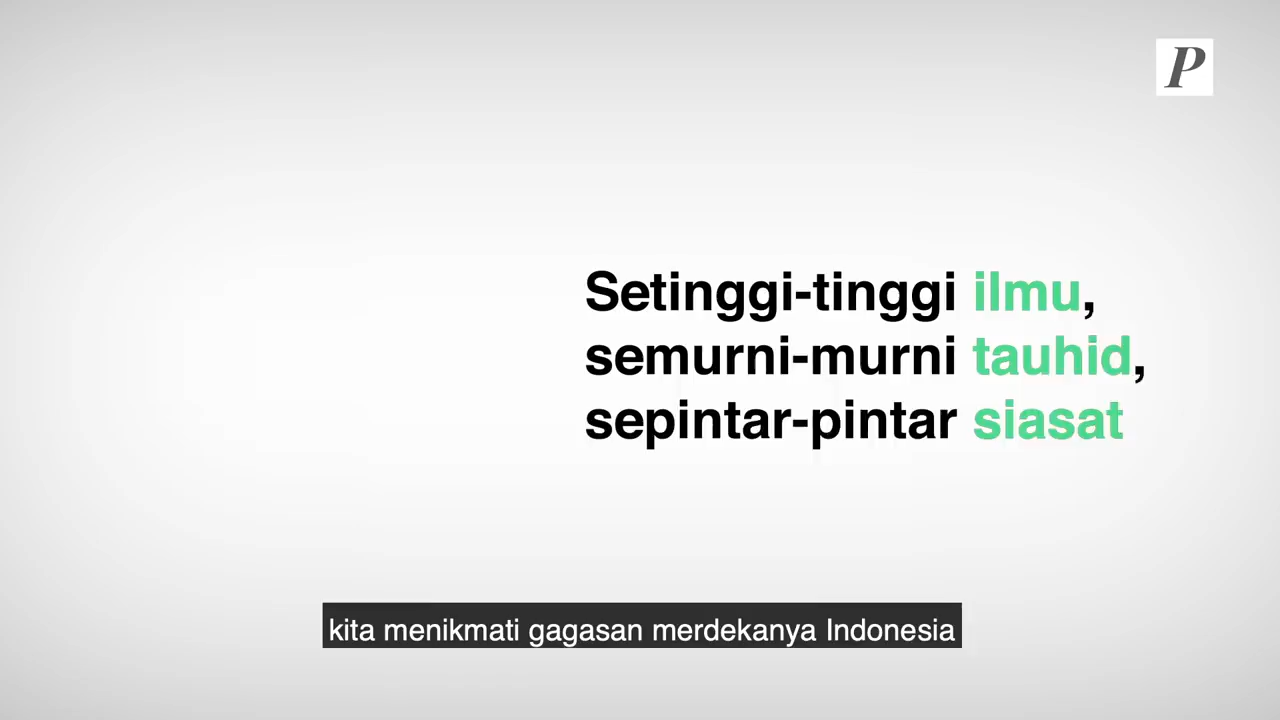 P
Setinggi-tinggi ilmu,
semurni-murni tauhid,
sepintar-pintar siasat
kita menikmati gagasan merdekanya Indonesia